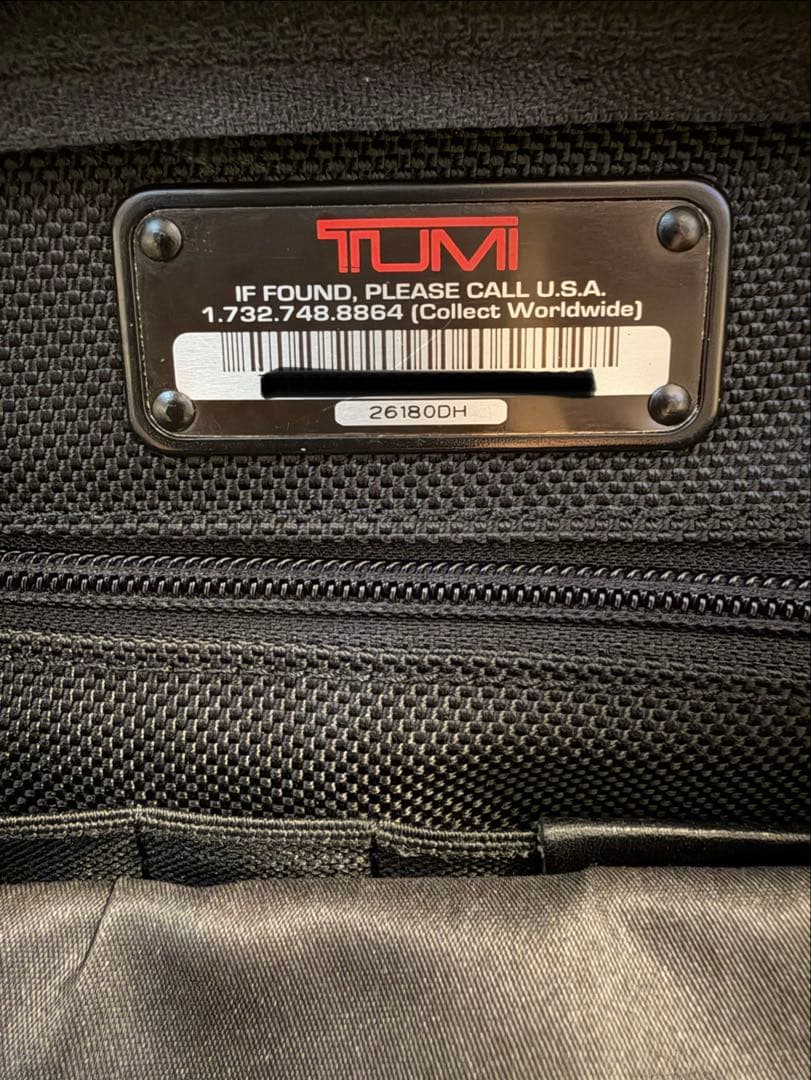 TUMI
IF FOUND, PLEASE CALL U.S.A.
1.732.748.8864 (Collect Worldwide)
26180DH